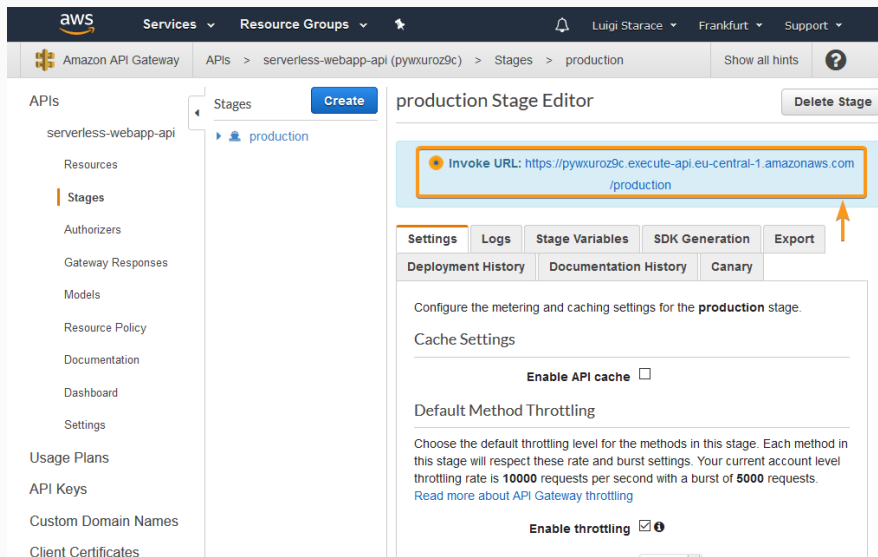 aws Services Resource Groups Luigi Starace Frankfurt Support
Amazon API Gateway APIs > serverless-webapp-api (pywxuroz9c) > Stages > production Show all hints ?
APIs
serverless-webapp-api
Resources
Stages
Authorizers
Gateway Responses
Models
Resource Policy
Documentation
Dashboard
Settings
Usage Plans
API Keys
Custom Domain Names
Client Certificates
Stages Create
production
production Stage Editor Delete Stage
Invoke URL: https://pywxuroz9c.execute-api.eu-central-1.amazonaws.com
/production
Settings Logs Stage Variables SDK Generation Export
Deployment History Documentation History Canary
Configure the metering and caching settings for the production stage.
Cache Settings
Enable API cache
Default Method Throttling
Choose the default throttling level for the methods in this stage. Each method in
this stage will respect these rate and burst settings. Your current account level
throttling rate is 10000 requests per second with a burst of 5000 requests.
Read more about API Gateway throttling
Enable throttling